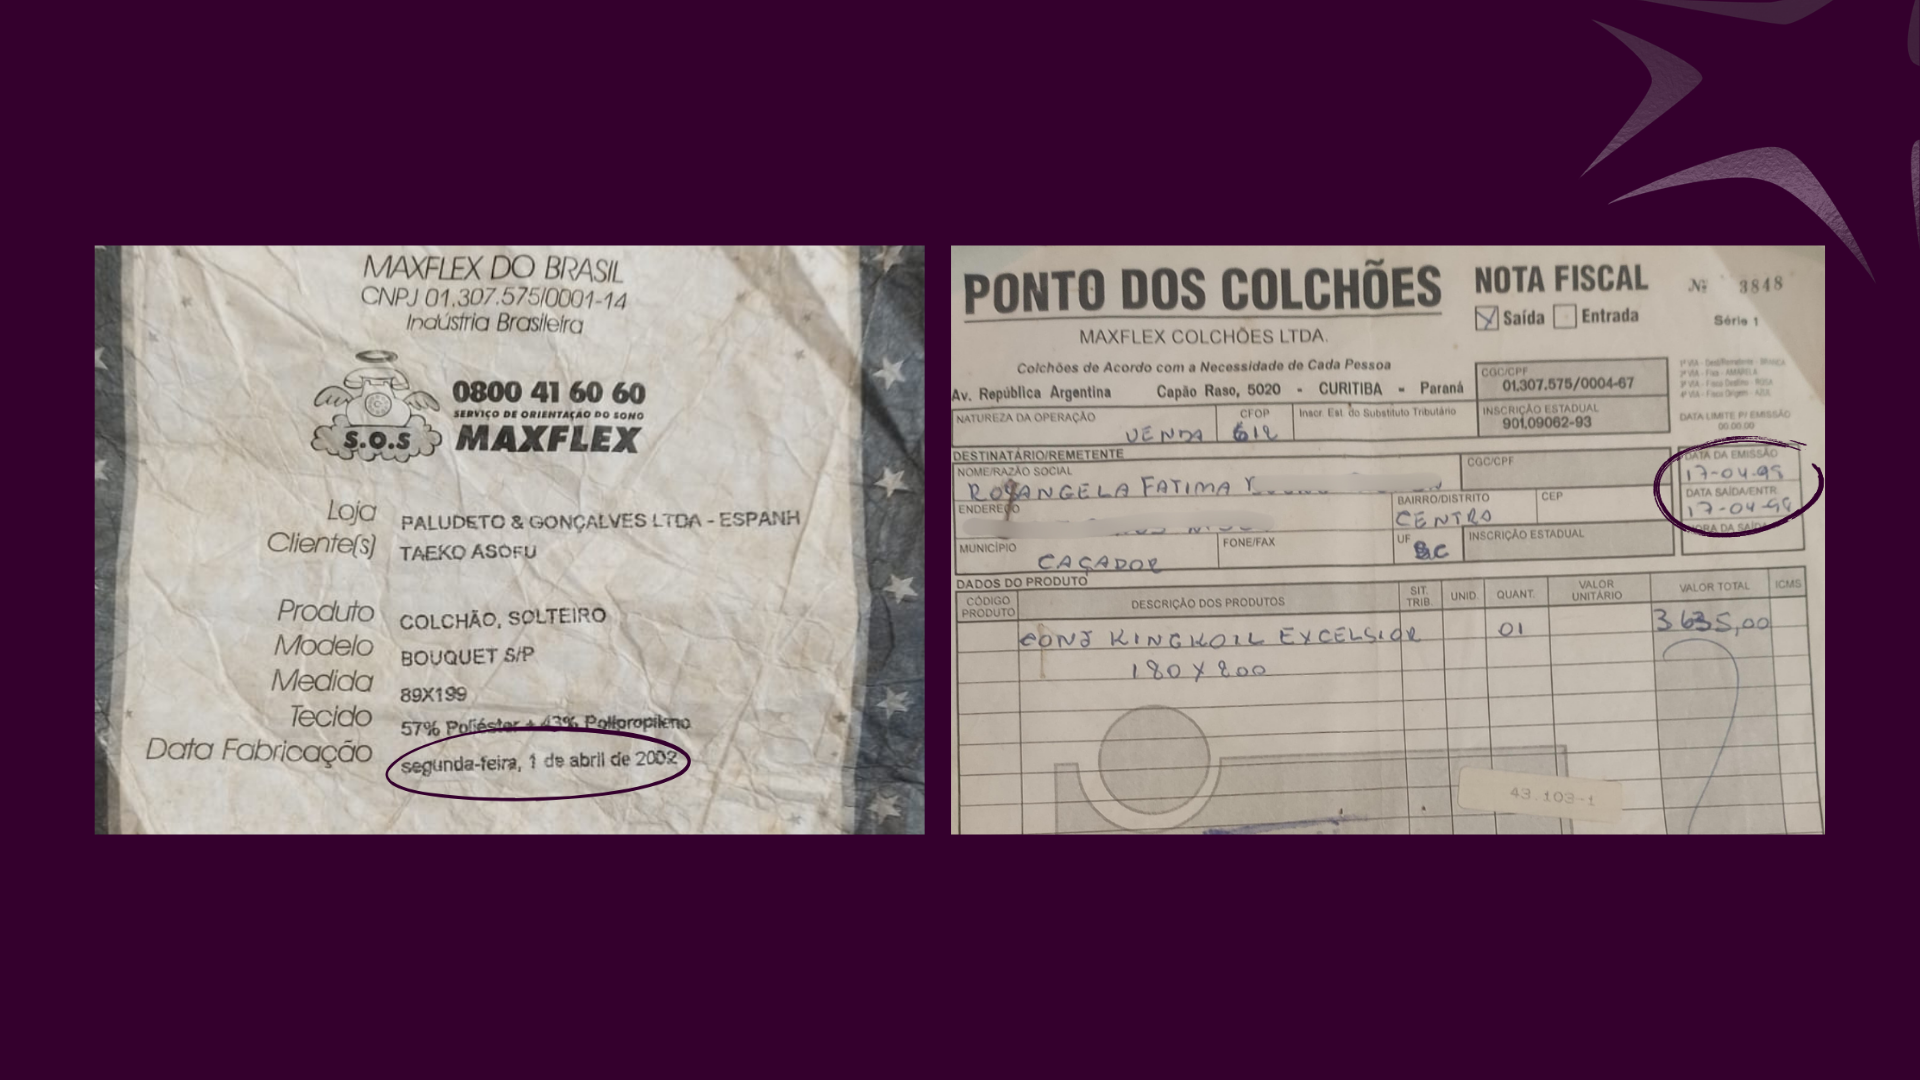 MAXFLEX DO BRASIL
CNPJ 01.307.575/0001-14
Indústria Brasileira
0800 41 60 60
SERVIÇO DE ORIENTAÇÃO DO SONO
S.O.S MAXFLEX
Loja PALUDETO & GONÇALVES LTDA - ESPANH
Cliente(s) TAEKO ASOFU
Produto COLCHÃO, SOLTEIRO
Modelo BOUQUET S/P
Medida 89X199
Tecido 57% Poliéster + 43% Polipropileno
Data Fabricação segunda-feira, 1 de abril de 2002
PONTO DOS COLCHÕES
MAXFLEX COLCHÕES LTDA.
Colchões de Acordo com a Necessidade de Cada Pessoa
Av. República Argentina Capão Raso, 5020 - CURITIBA - Paraná
NOTA FISCAL
Saída Entrada
Nº 3848
Série 1
CGC/CPF
01.307.575/0004-67
INSCRIÇÃO ESTADUAL
901.09062-93
DATA LIMITE P/ EMISSÃO
00.00.00
NATUREZA DA OPERAÇÃO
VENDA
CFOP
612
Inscr. Est. do Substituto Tributário
DESTINATÁRIO/REMETENTE
NOME/RAZÃO SOCIAL
ROSANGELA FATIMA
CGC/CPF
DATA DA EMISSÃO
17-04-
ENDEREÇO
BAIRRO/DISTRITO
CENTRO
CEP
DATA SAÍDA/ENTR.
17-04-
MUNICÍPIO
CAÇADOR
FONE/FAX
UF
SC
INSCRIÇÃO ESTADUAL
HORA DA SAÍDA
DADOS DO PRODUTO
CÓDIGO PRODUTO
DESCRIÇÃO DOS PRODUTOS
SIT. TRIB.
UNID.
QUANT.
VALOR UNITÁRIO
VALOR TOTAL
ICMS
CONJ KINGKOIL EXCELSIOR 01 3635,00
180 X 200
43.103-1